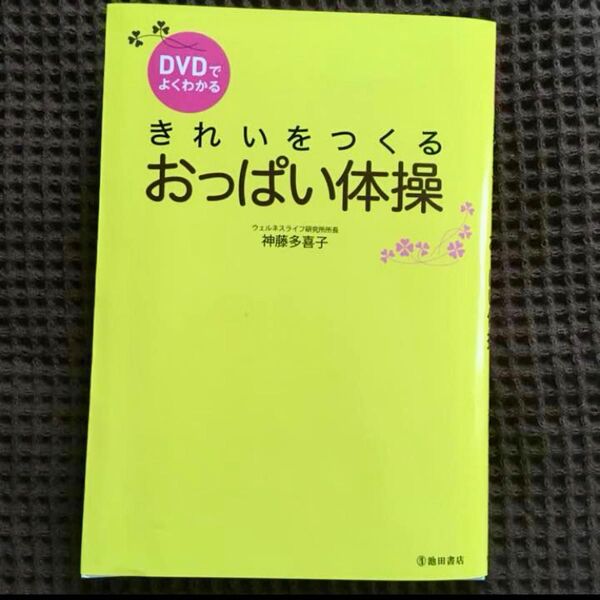 DVDで
よくわかる
きれいをつくる
おっぱい体操
ウェルネスライフ研究所所長
神藤多喜子
池田書店